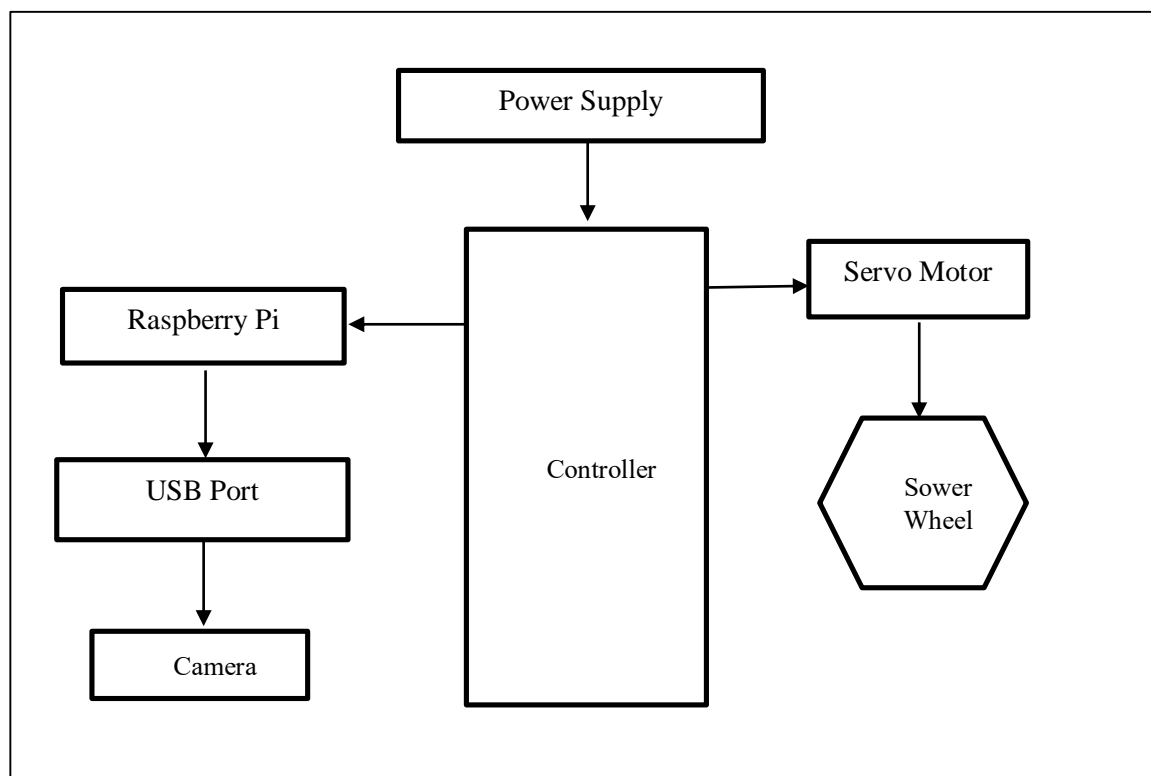 Power Supply
Servo Motor
Raspberry Pi
Controller
USB Port
Sower
Wheel
Camera